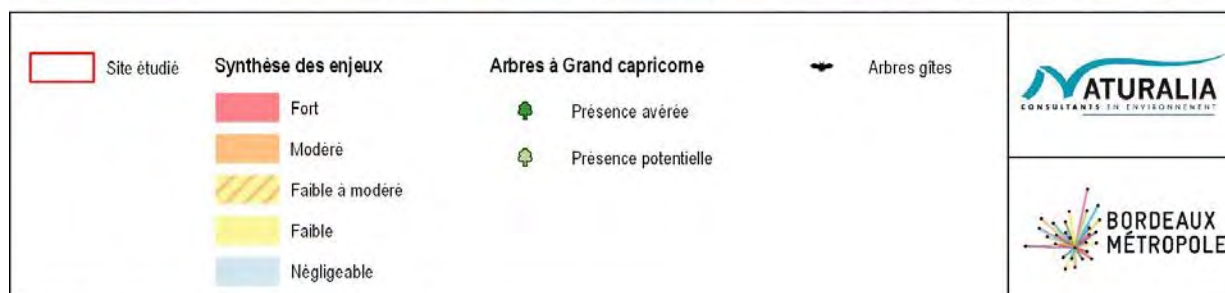 Site étudié
Synthèse des enjeux
Fort
Modéré
Faible à modéré
Faible
Négligeable
Arbres à Grand capricorne
Présence avérée
Présence potentielle
Arbres gîtes
NATURALIA
CONSULTANTS EN ENVIRONNEMENT
BORDEAUX
MÉTROPOLE